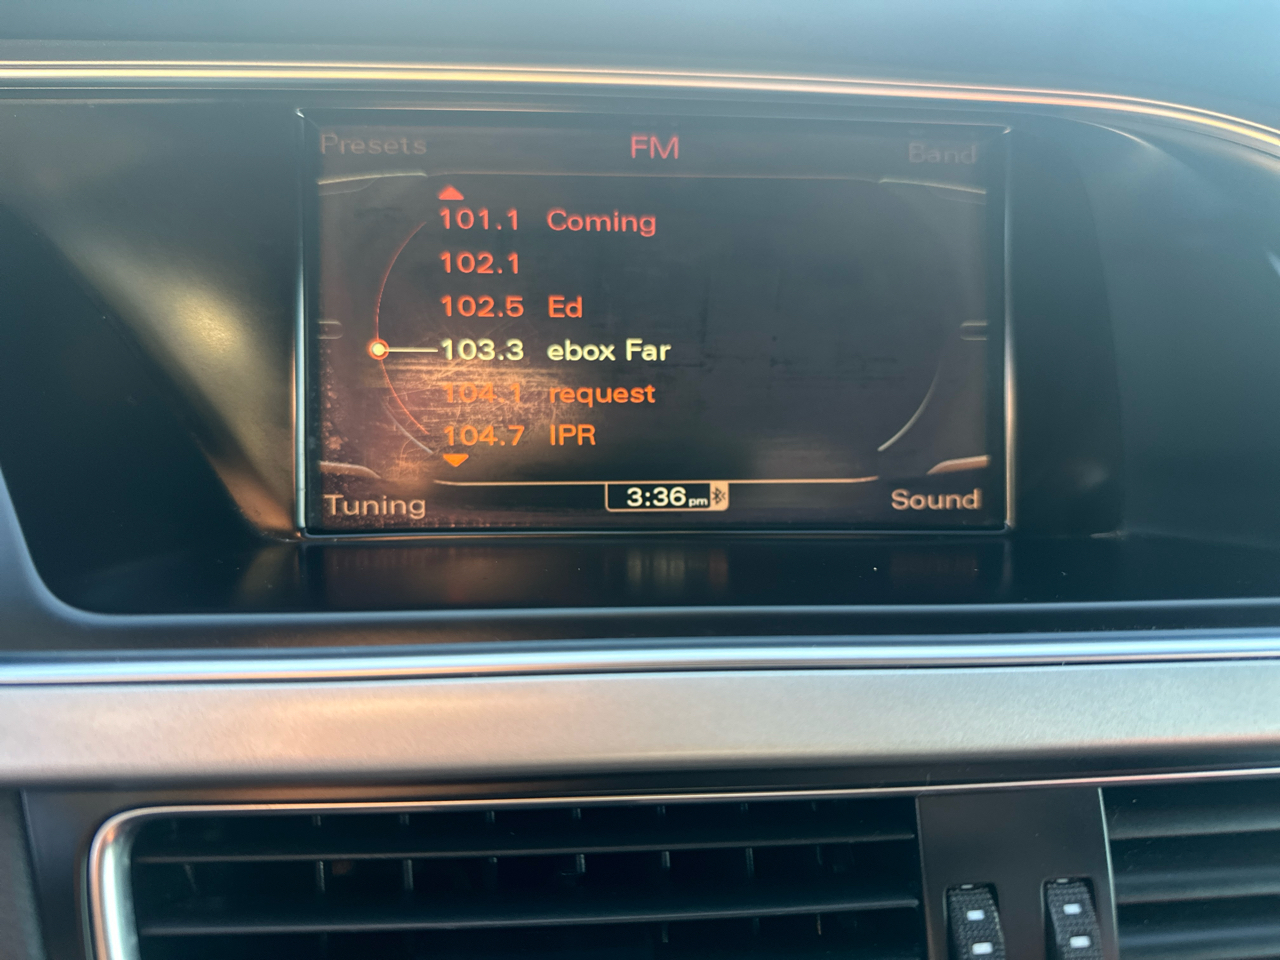 Presets FM Band
101.1 Coming
102.1
102.5 Ed
103.3 ebox Far
104.1 request
104.7 IPR
Tuning 3:36 pm Sound